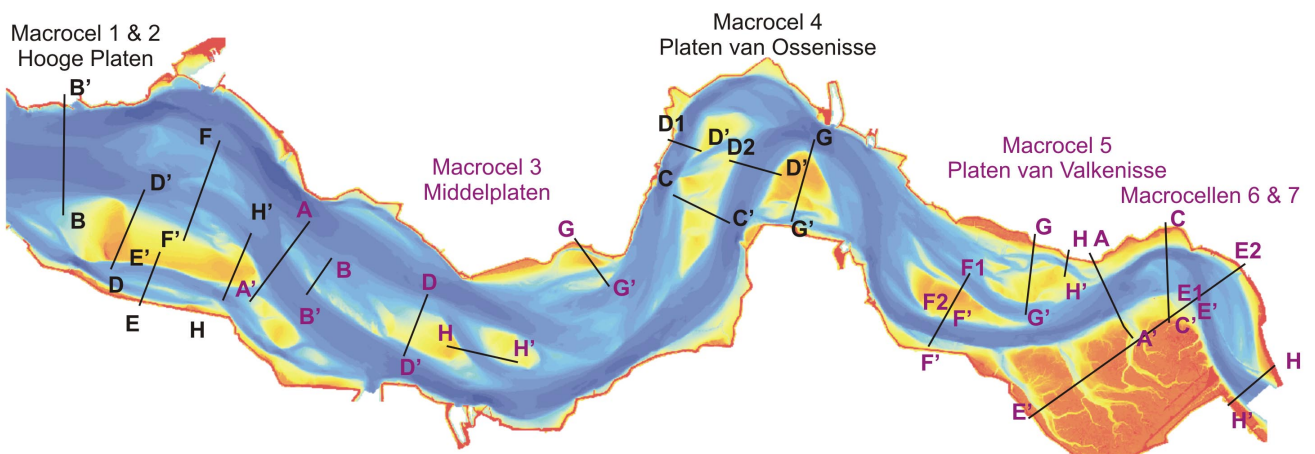 Macrocel 1 & 2
Hooge Platen
Macrocel 4
Platen van Ossenisse
Macrocel 3
Middelplaten
Macrocel 5
Platen van Valkenisse
Macrocellen 6 & 7
B'
B
D'
D
E'
E
F
F'
H'
H
A
A'
B
B'
D
D'
H
H'
G
G'
D1
D'
D2
D'
C
C'
G
G'
F1
F2
F'
F'
G
G'
H
H'
A
A'
C
C'
E1
E'
E2
E'
H
H'